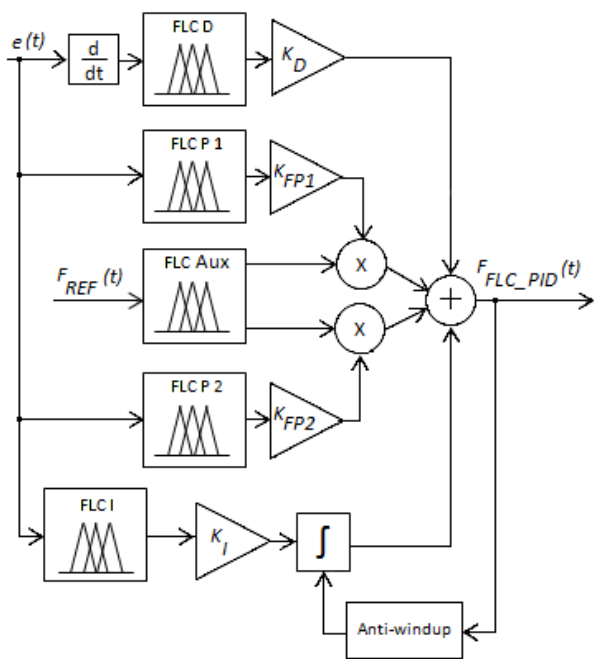 e(t)
d
dt
FLC D
K_D
FLC P 1
K_FP1
F_REF (t)
FLC Aux
X
X
+
F_FLC_PID (t)
FLC P 2
K_FP2
FLC I
K_I
∫
Anti-windup